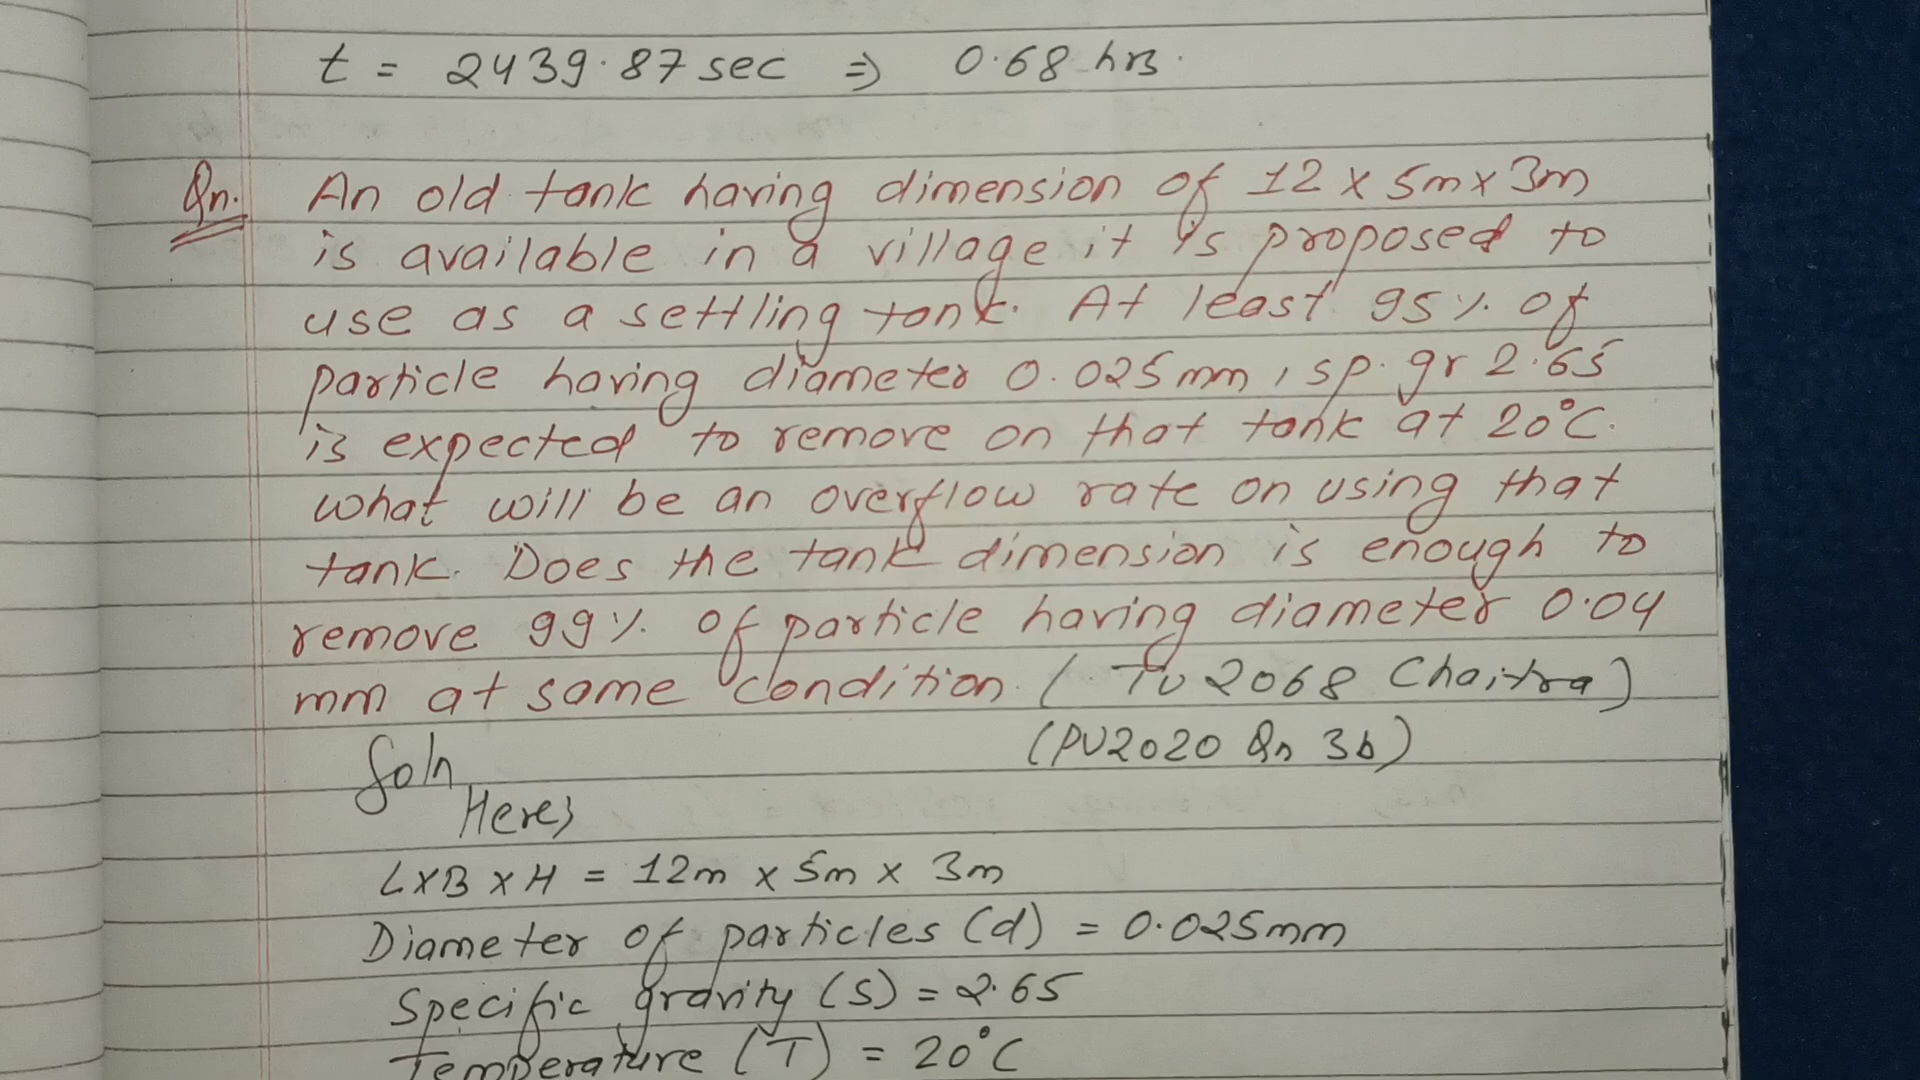 t = 2439.87 sec ⇒ 0.68 hrs.
Qn. An old tank having dimension of 12 x 5m x 3m
is available in a village it is proposed to
use as a settling tank. At least 95 %. of
particle having diameter 0.025 mm, sp. gr 2.65
is expected to remove on that tank at 20°C.
what will be an overflow rate on using that
tank. Does the tank dimension is enough to
remove 99 %. of particle having diameter 0.04
mm at same condition. (TU 2068 Chaitra)
(PU2020 Qn 3b)
Soln
Here,
LXB X H = 12m x 5m x 3m
Diameter of particles (d) = 0.025mm
Specific gravity (S) = 2.65
Temperature (T) = 20°C